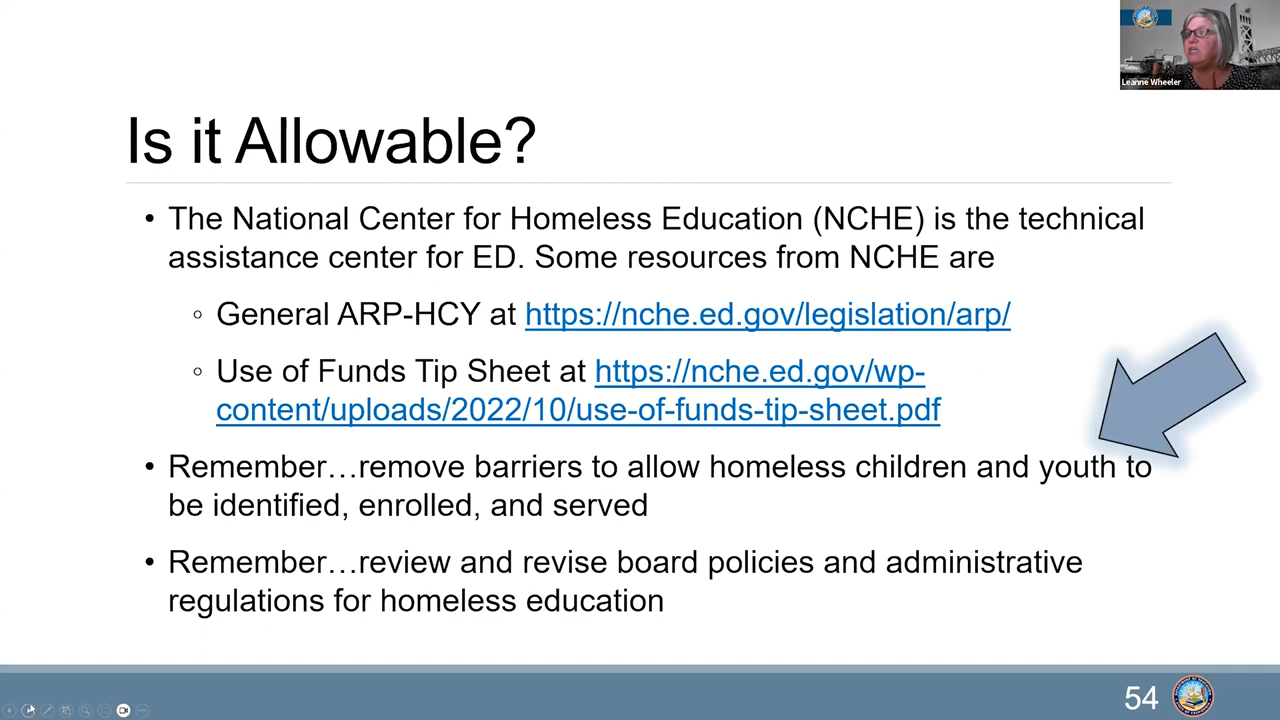 Leanne Wheeler
Is it Allowable?
• The National Center for Homeless Education (NCHE) is the technical
assistance center for ED. Some resources from NCHE are
◦ General ARP-HCY at https://nche.ed.gov/legislation/arp/
◦ Use of Funds Tip Sheet at https://nche.ed.gov/wp-
content/uploads/2022/10/use-of-funds-tip-sheet.pdf
• Remember…remove barriers to allow homeless children and youth to
be identified, enrolled, and served
• Remember…review and revise board policies and administrative
regulations for homeless education
54